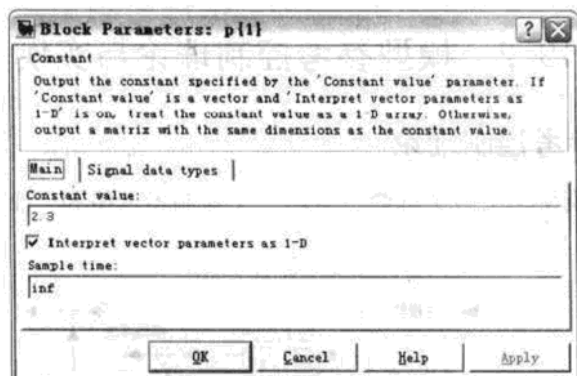 Block Parameters: p{1}
Constant
Output the constant specified by the 'Constant value' parameter. If
'Constant value' is a vector and 'Interpret vector parameters as
1-D' is on, treat the constant value as a 1-D array. Otherwise,
output a matrix with the same dimensions as the constant value.
Main
Signal data types
Constant value:
2.3
Interpret vector parameters as 1-D
Sample time:
inf
OK
Cancel
Help
Apply